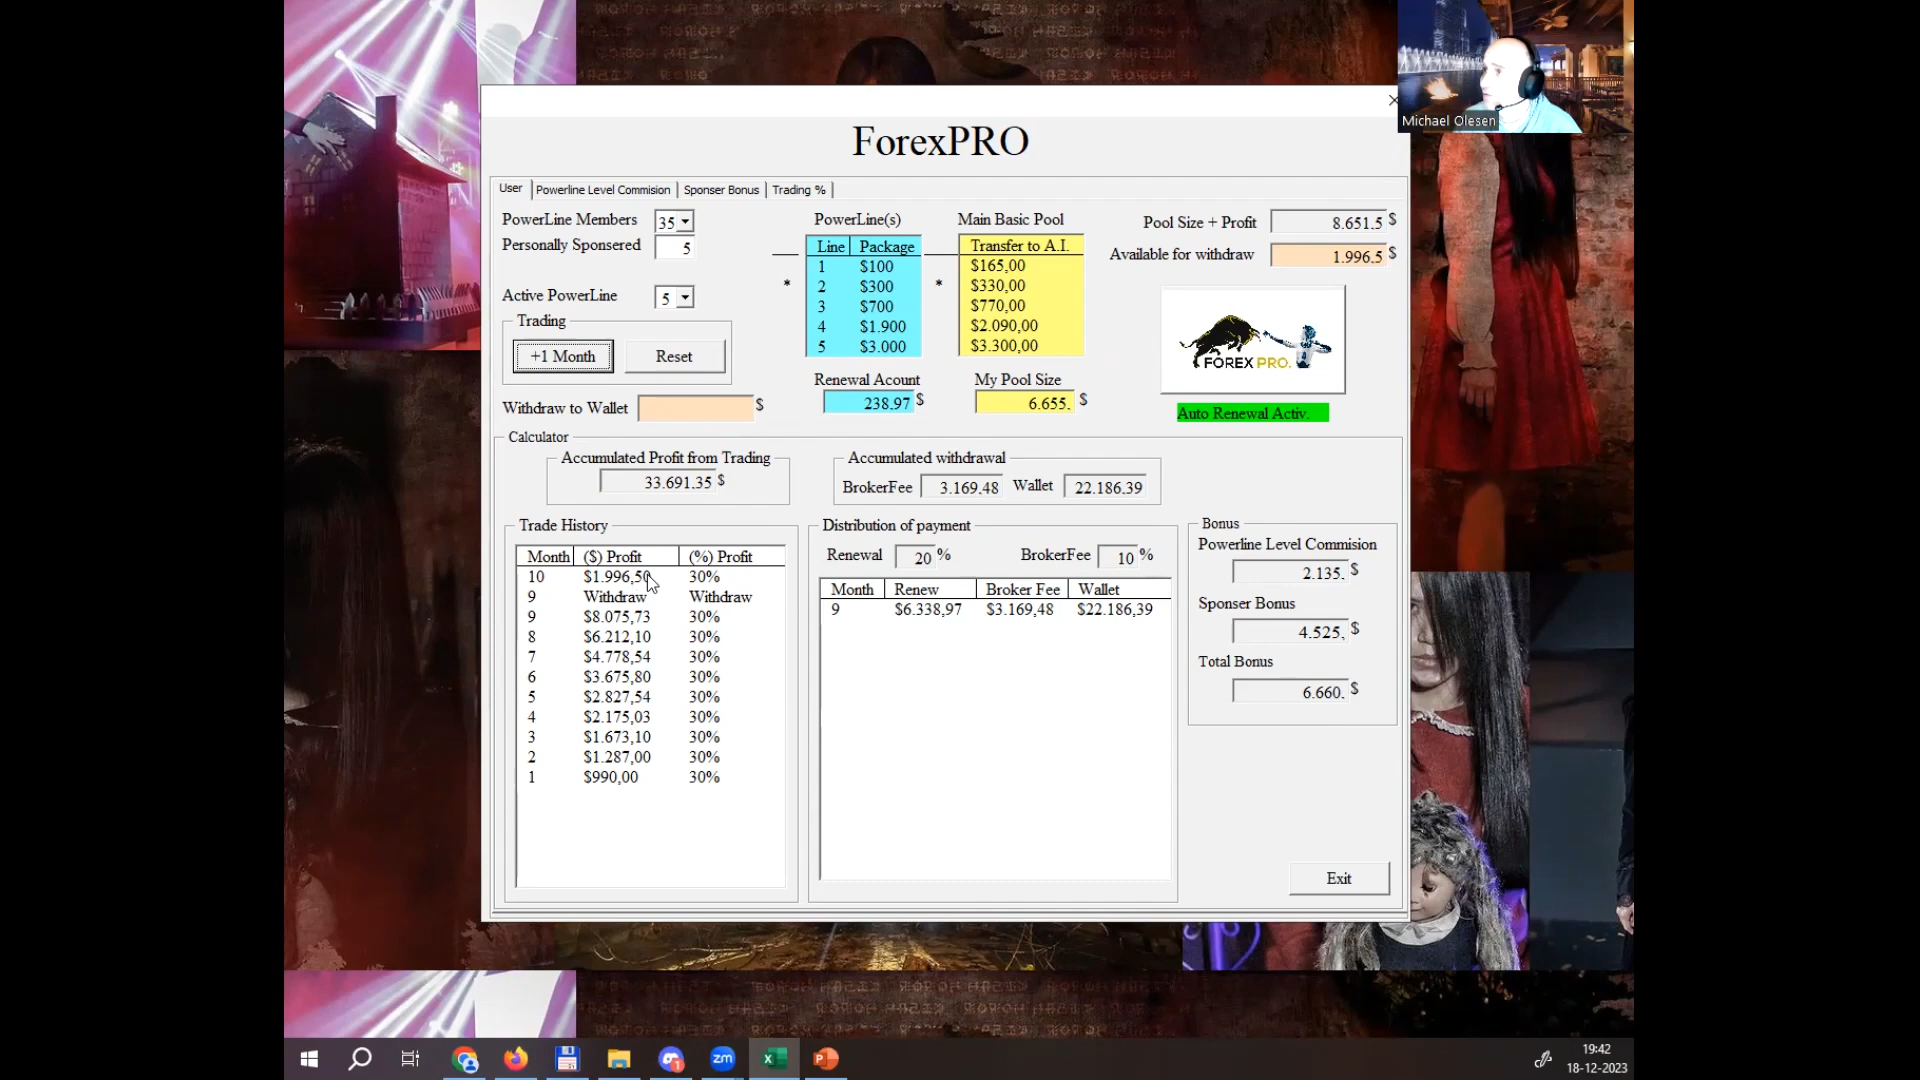 Michael Olesen
ForexPRO
User Powerline Level Commision Sponser Bonus Trading %
PowerLine Members 35
Personally Sponsered 5
Active PowerLine 5
Trading
+1 Month Reset
Withdraw to Wallet $
PowerLine(s)
Line Package
1 $100
* 2 $300
3 $700
4 $1.900
5 $3.000
Renewal Acount
238.97 $
Main Basic Pool
Transfer to A.I.
$165,00
* $330,00
$770,00
$2.090,00
$3.300,00
My Pool Size
6.655. $
Pool Size + Profit 8.651.5 $
Available for withdraw 1.996.5 $
FOREX PRO.
Auto Renewal Activ.
Calculator
Accumulated Profit from Trading
33.691.35 $
Accumulated withdrawal
BrokerFee 3.169,48 Wallet 22.186.39
Trade History
Month ($) Profit (%) Profit
10 $1.996,50 30%
9 Withdraw Withdraw
9 $8.075,73 30%
8 $6.212,10 30%
7 $4.778,54 30%
6 $3.675,80 30%
5 $2.827,54 30%
4 $2.175,03 30%
3 $1.673,10 30%
2 $1.287,00 30%
1 $990,00 30%
Distribution of payment
Renewal 20 % BrokerFee 10 %
Month Renew Broker Fee Wallet
9 $6.338,97 $3.169,48 $22.186,39
Bonus
Powerline Level Commision
2.135. $
Sponser Bonus
4.525, $
Total Bonus
6.660. $
Exit
19:42
18-12-2023